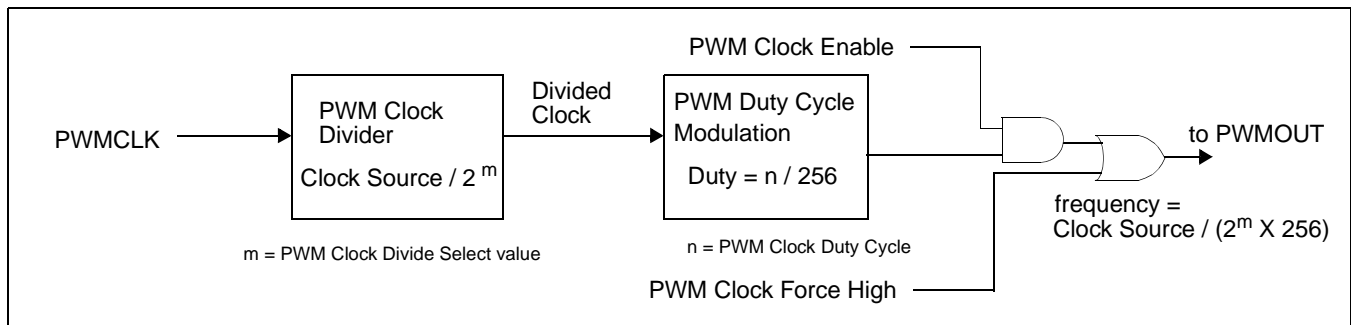 PWM Clock Enable
PWMCLK
PWM Clock
Divider
Clock Source / 2 m
Divided
Clock
PWM Duty Cycle
Modulation
Duty = n / 256
to PWMOUT
frequency =
Clock Source / (2m X 256)
m = PWM Clock Divide Select value
n = PWM Clock Duty Cycle
PWM Clock Force High